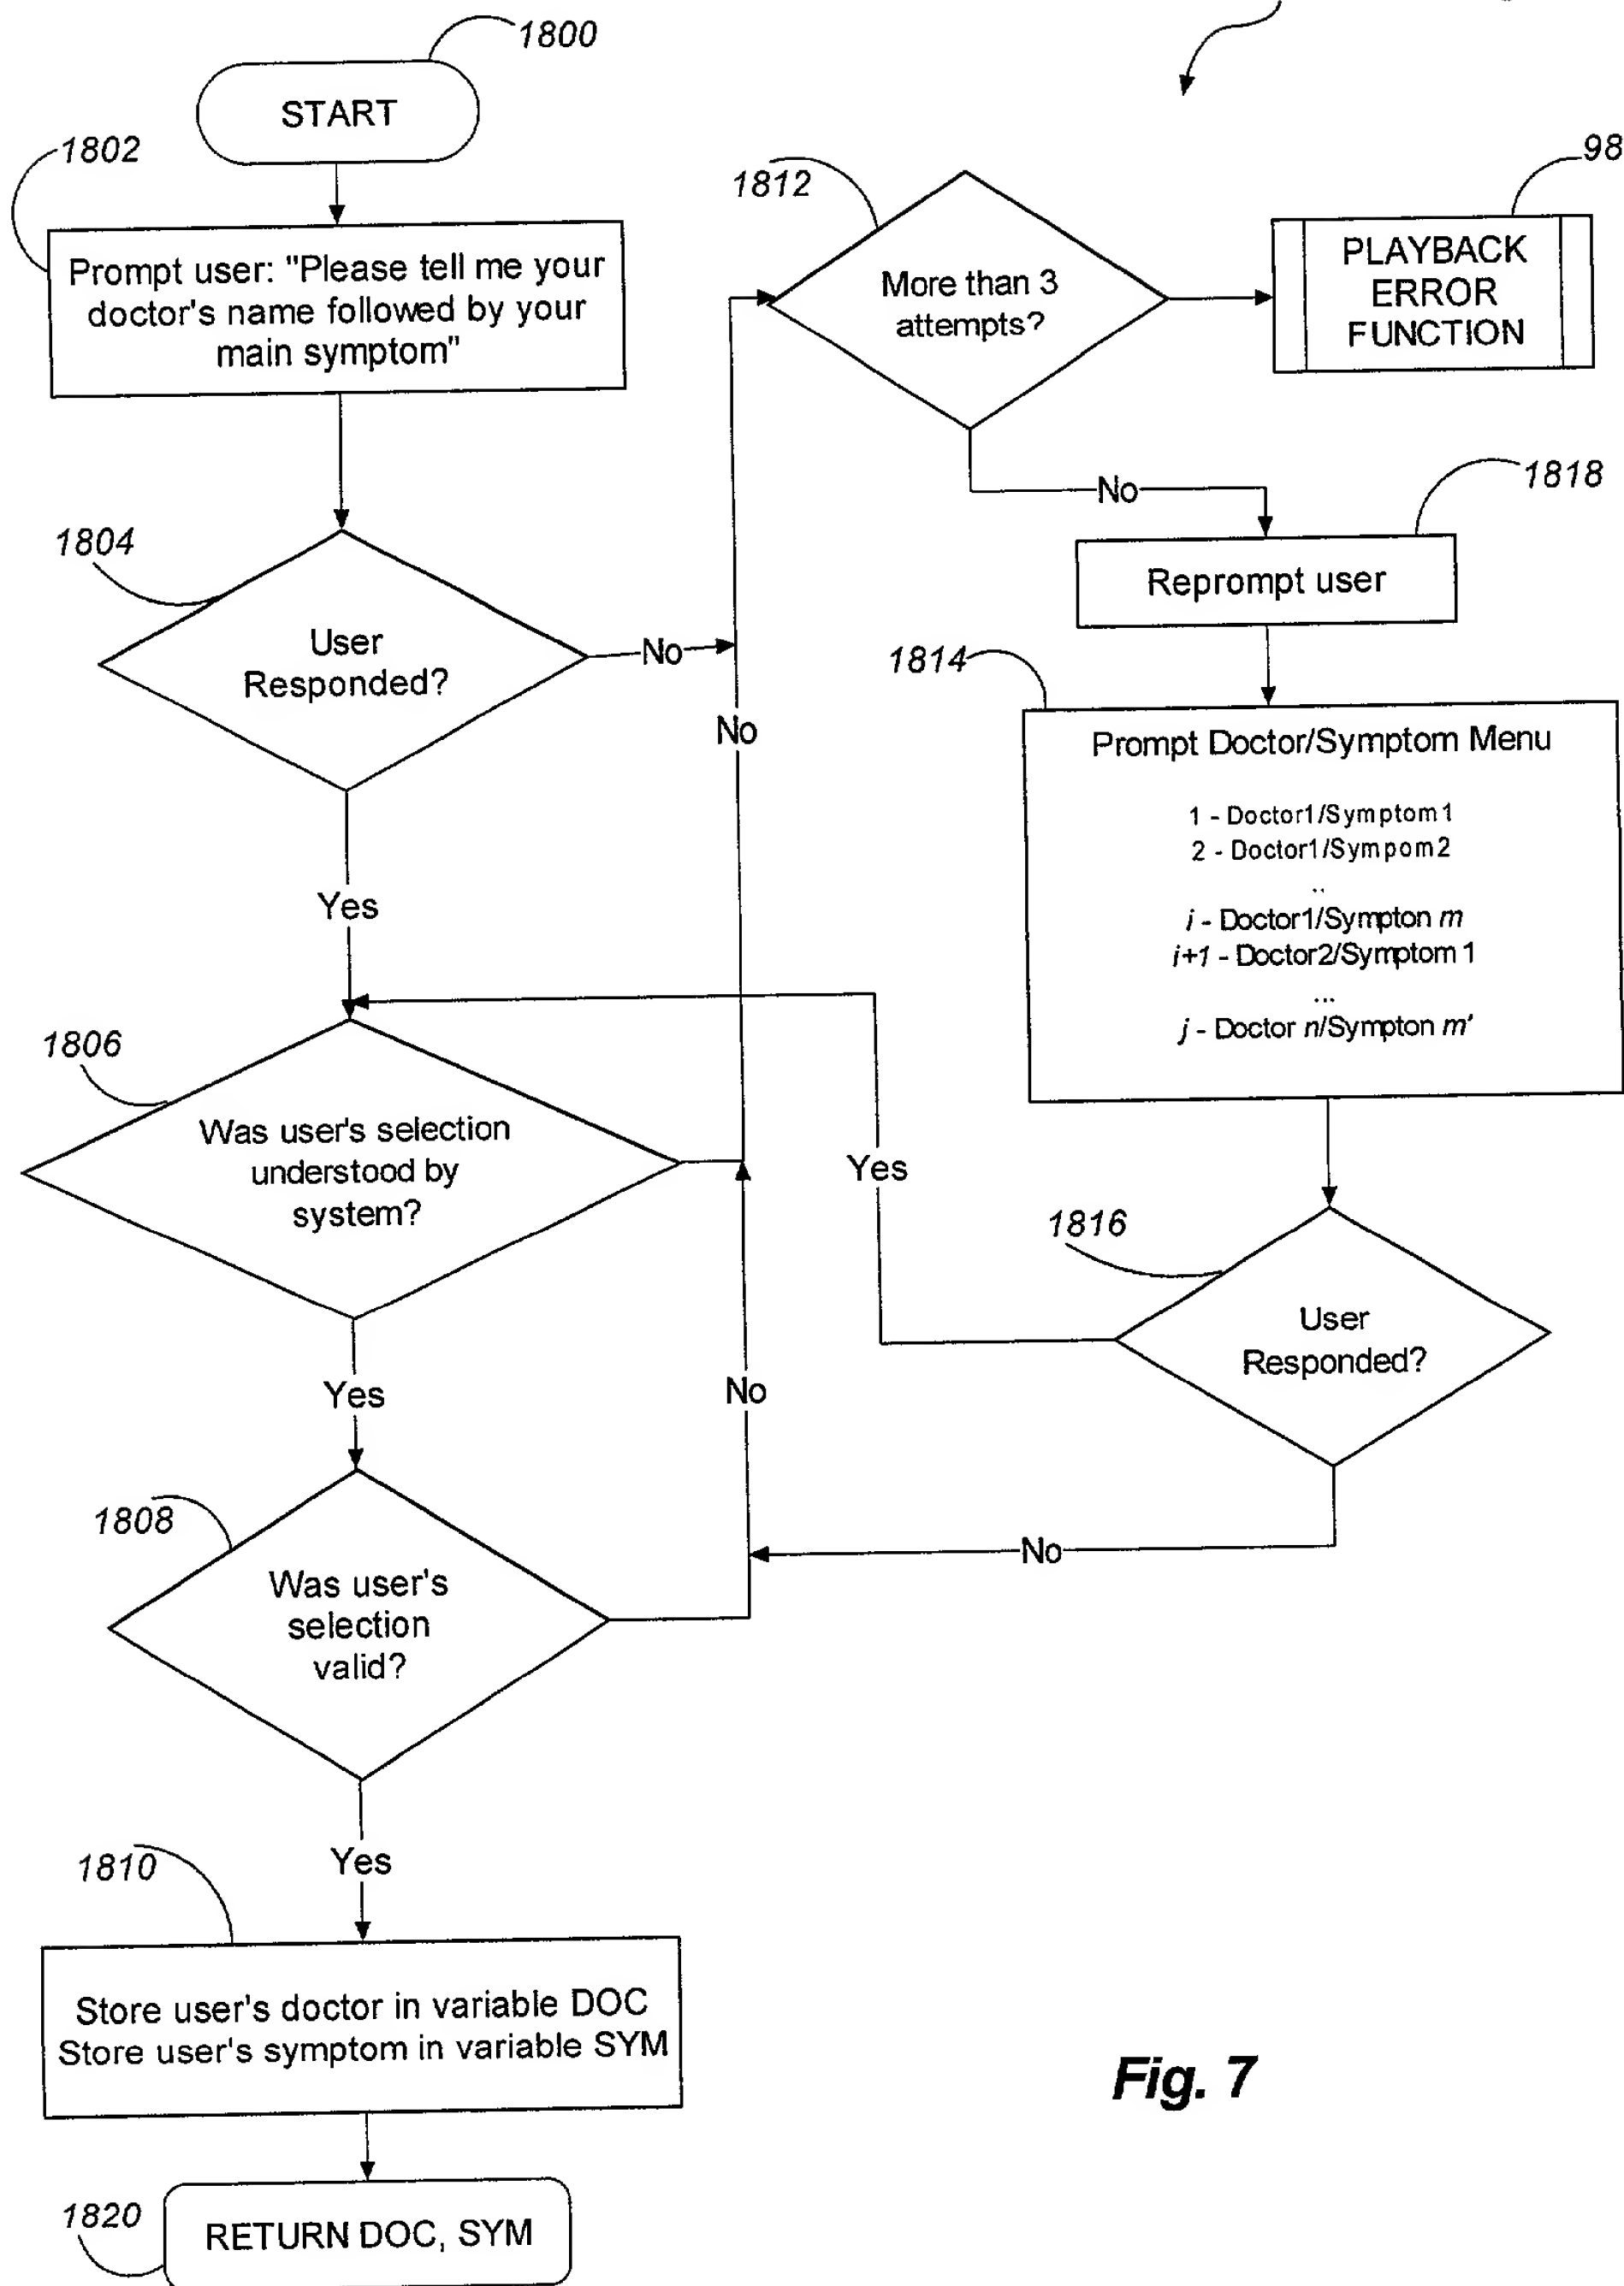 1800
START
1802
Prompt user: "Please tell me your
doctor's name followed by your
main symptom"
1804
User
Responded?
No
No
Yes
1806
Was user's selection
understood by
system?
Yes
No
1808
Was user's
selection
valid?
Yes
1810
Store user's doctor in variable DOC
Store user's symptom in variable SYM
1820
RETURN DOC, SYM
1812
More than 3
attempts?
98
PLAYBACK
ERROR
FUNCTION
No
1818
Reprompt user
1814
Prompt Doctor/Symptom Menu
1 - Doctor1/Symptom1
2 - Doctor1/Sympom2
..
i - Doctor1/Sympton m
i+1 - Doctor2/Symptom 1
...
j - Doctor n/Sympton m'
Yes
1816
User
Responded?
No
Fig. 7